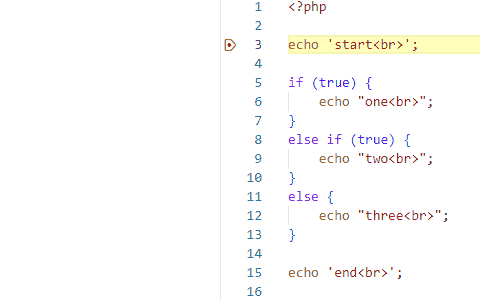 1 <?php
2
3 echo 'start<br>';
4
5 if (true) {
6     echo "one<br>";
7 }
8 else if (true) {
9     echo "two<br>";
10 }
11 else {
12     echo "three<br>";
13 }
14
15 echo 'end<br>';
16